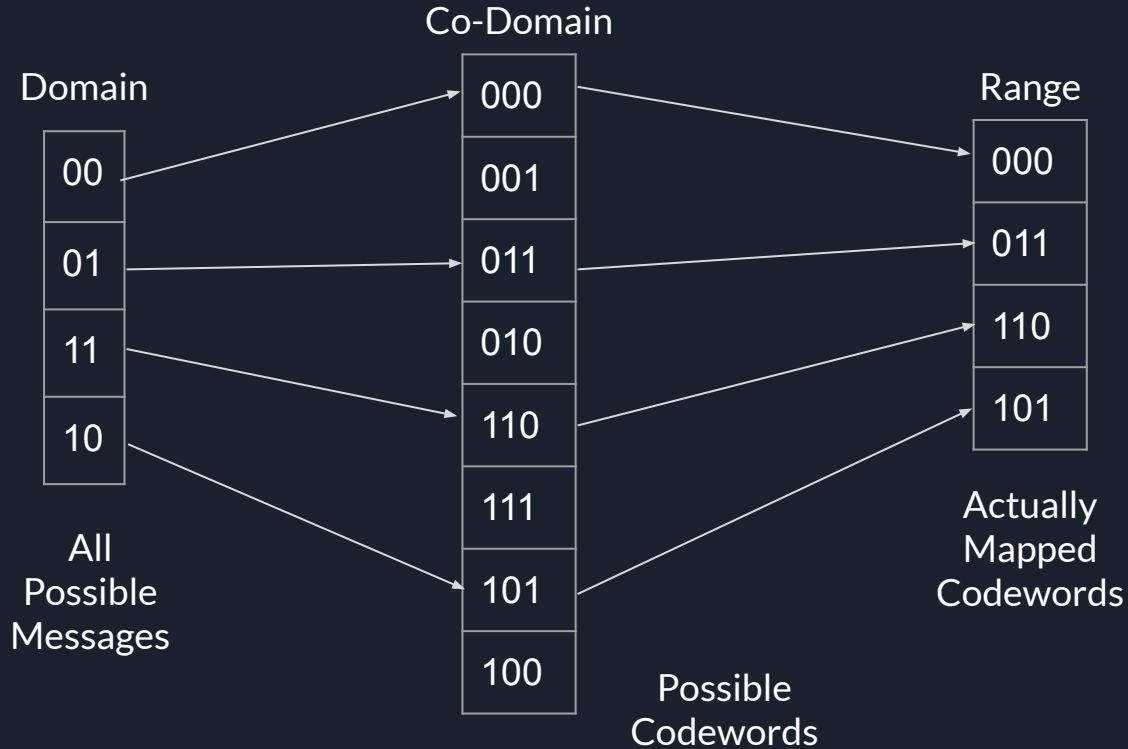 Domain
00
01
11
10
All
Possible
Messages
Co-Domain
000
001
011
010
110
111
101
100
Possible
Codewords
Range
000
011
110
101
Actually
Mapped
Codewords